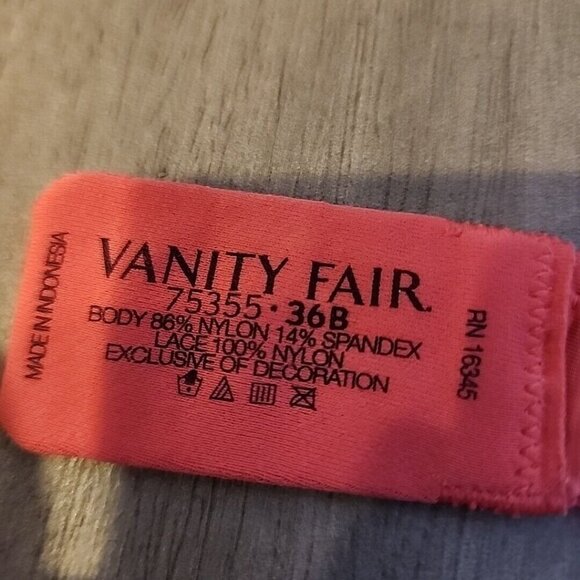 MADE IN INDONESIA
VANITY FAIR.
75355 · 36B
BODY 86% NYLON 14% SPANDEX
LACE 100% NYLON
EXCLUSIVE OF DECORATION
RN 16345